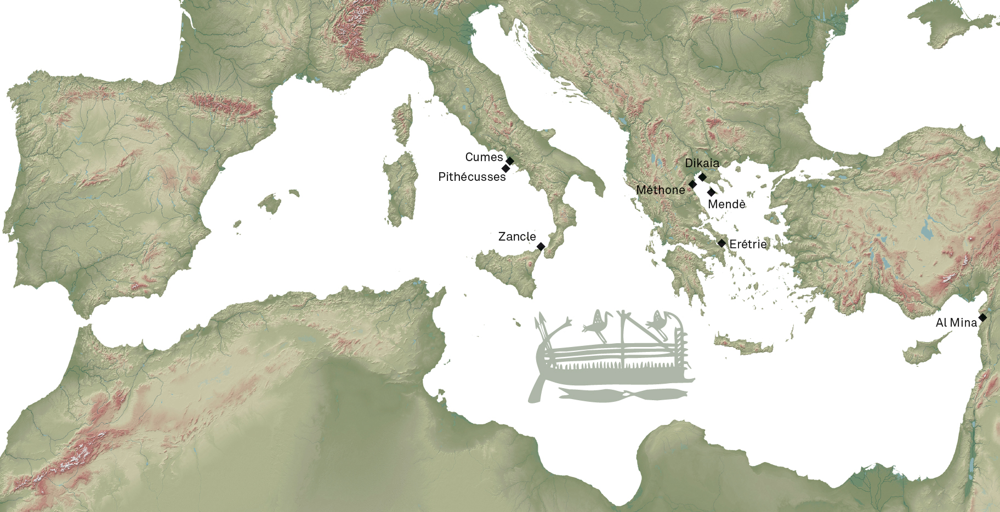 Cumes
Dikaia
Pithécusses
Méthone
Mendè
Zancle
Erétrie
Al Mina